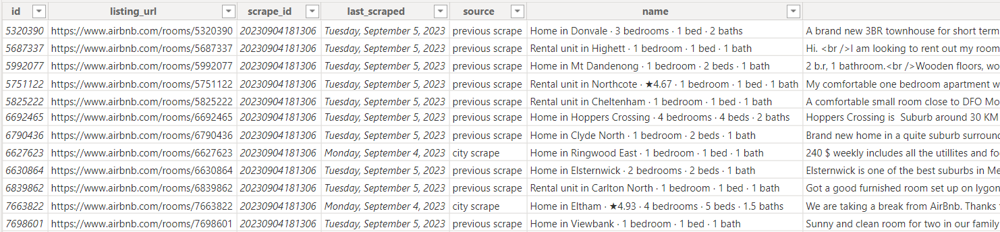 id listing_url scrape_id last_scraped source name
5320390 https://www.airbnb.com/rooms/5320390 20230904181306 Tuesday, September 5, 2023 previous scrape Home in Donvale · 3 bedrooms · 1 bed · 2 baths A brand new 3BR townhouse for short term
5687337 https://www.airbnb.com/rooms/5687337 20230904181306 Tuesday, September 5, 2023 previous scrape Rental unit in Highett · 1 bedroom · 1 bed · 1 bath Hi. <br />I am looking to rent out my room
5992077 https://www.airbnb.com/rooms/5992077 20230904181306 Tuesday, September 5, 2023 previous scrape Home in Mt Dandenong · 1 bedroom · 2 beds · 1 bath 2 b.r, 1 bathroom.<br />Wooden floors, wo
5751122 https://www.airbnb.com/rooms/5751122 20230904181306 Tuesday, September 5, 2023 previous scrape Rental unit in Northcote · ★4.67 · 1 bedroom · 1 bed · 1 bath My comfortable one bedroom apartment w
5825222 https://www.airbnb.com/rooms/5825222 20230904181306 Tuesday, September 5, 2023 previous scrape Rental unit in Cheltenham · 1 bedroom · 1 bed · 1 bath A comfortable small room close to DFO Mo
6692465 https://www.airbnb.com/rooms/6692465 20230904181306 Tuesday, September 5, 2023 previous scrape Home in Hoppers Crossing · 4 bedrooms · 4 beds · 2 baths Hoppers Crossing is  Suburb around 30 KM
6790436 https://www.airbnb.com/rooms/6790436 20230904181306 Tuesday, September 5, 2023 previous scrape Home in Clyde North · 1 bedroom · 2 beds · 1 bath Brand new home in a quite suburb surround
6627623 https://www.airbnb.com/rooms/6627623 20230904181306 Monday, September 4, 2023 city scrape Home in Ringwood East · 1 bedroom · 1 bed · 1 bath 240 $ weekly includes all the utillites and fo
6630864 https://www.airbnb.com/rooms/6630864 20230904181306 Tuesday, September 5, 2023 previous scrape Home in Elsternwick · 2 bedrooms · 2 beds · 1 bath Elsternwick is one of the best suburbs in Me
6839862 https://www.airbnb.com/rooms/6839862 20230904181306 Tuesday, September 5, 2023 previous scrape Rental unit in Carlton North · 1 bedroom · 1 bed · 1 bath Got a good furnished room set up on lygon
7663822 https://www.airbnb.com/rooms/7663822 20230904181306 Monday, September 4, 2023 city scrape Home in Eltham · ★4.93 · 4 bedrooms · 5 beds · 1.5 baths We are taking a break from AirBnb. Thanks
7698601 https://www.airbnb.com/rooms/7698601 20230904181306 Tuesday, September 5, 2023 previous scrape Home in Viewbank · 1 bedroom · 1 bed · 1 bath Sunny and clean room for two in our family